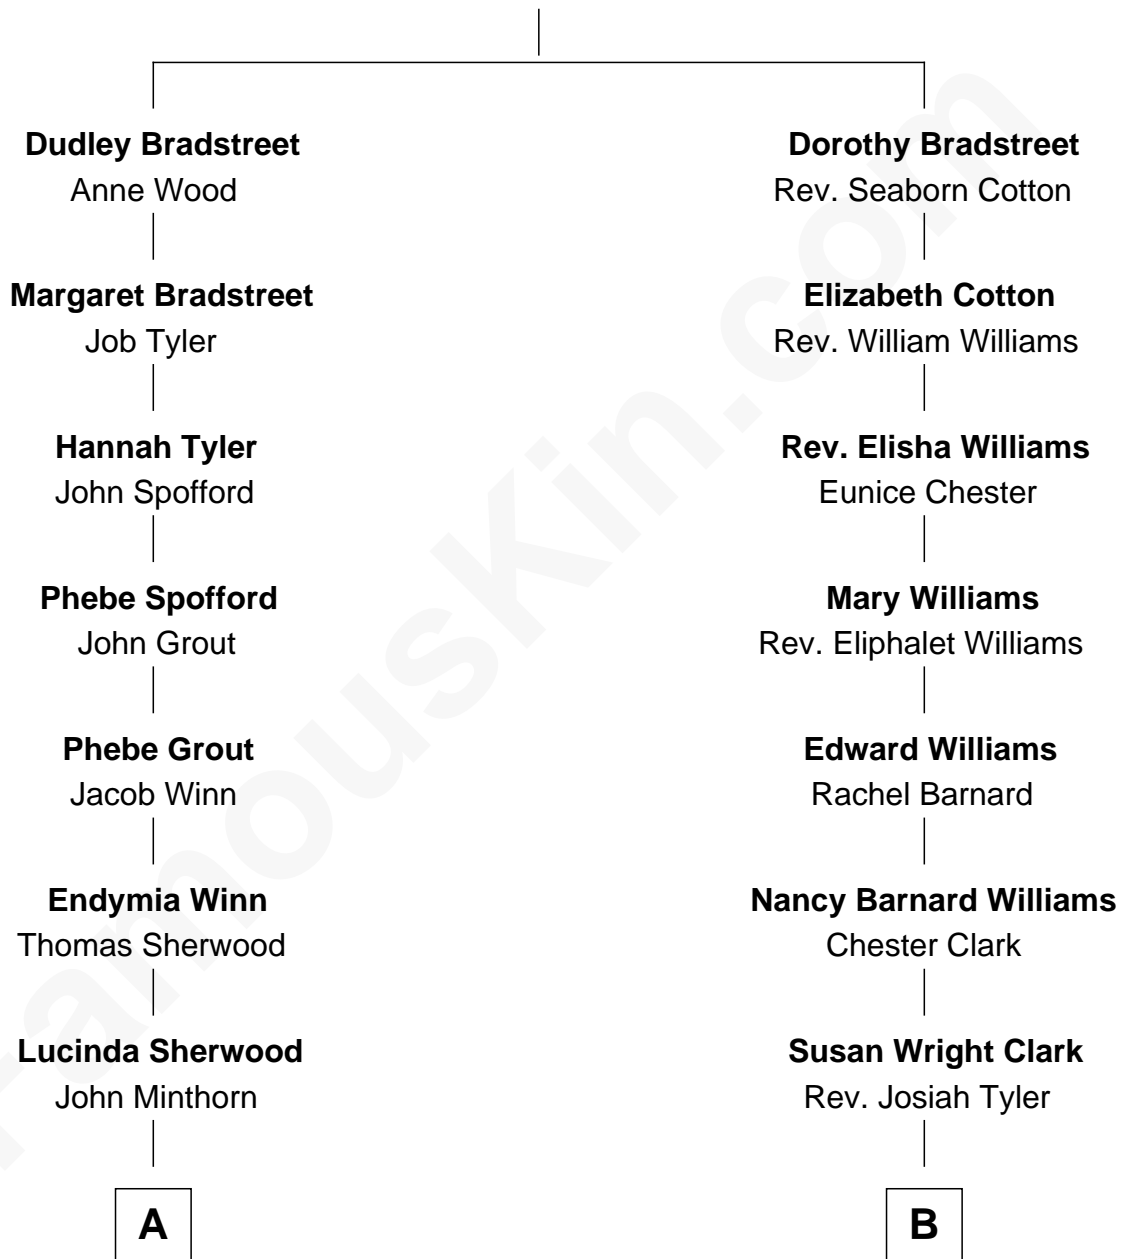 Dudley Bradstreet
Anne Wood
Margaret Bradstreet
Job Tyler
Hannah Tyler
John Spofford
Phebe Spofford
John Grout
Phebe Grout
Jacob Winn
Endymia Winn
Thomas Sherwood
Lucinda Sherwood
John Minthorn
A
Dorothy Bradstreet
Rev. Seaborn Cotton
Elizabeth Cotton
Rev. William Williams
Rev. Elisha Williams
Eunice Chester
Mary Williams
Rev. Eliphalet Williams
Edward Williams
Rachel Barnard
Nancy Barnard Williams
Chester Clark
Susan Wright Clark
Rev. Josiah Tyler
B
FamousKin.com